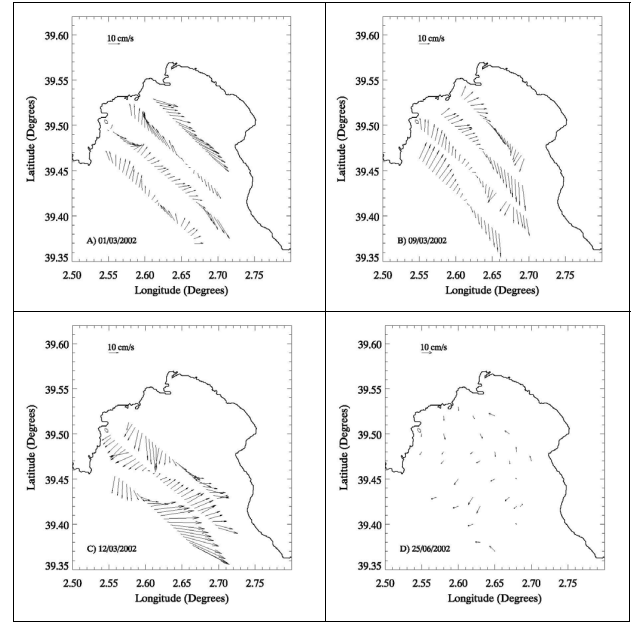 39.60
39.55
39.50
39.45
39.40
39.35
Latitude (Degrees)
10 cm/s
A) 01/03/2002
2.50 2.55 2.60 2.65 2.70 2.75
Longitude (Degrees)
39.60
39.55
39.50
39.45
39.40
39.35
Latitude (Degrees)
10 cm/s
B) 09/03/2002
2.50 2.55 2.60 2.65 2.70 2.75
Longitude (Degrees)
39.60
39.55
39.50
39.45
39.40
39.35
Latitude (Degrees)
10 cm/s
C) 12/03/2002
2.50 2.55 2.60 2.65 2.70 2.75
Longitude (Degrees)
39.60
39.55
39.50
39.45
39.40
39.35
Latitude (Degrees)
10 cm/s
D) 25/06/2002
2.50 2.55 2.60 2.65 2.70 2.75
Longitude (Degrees)